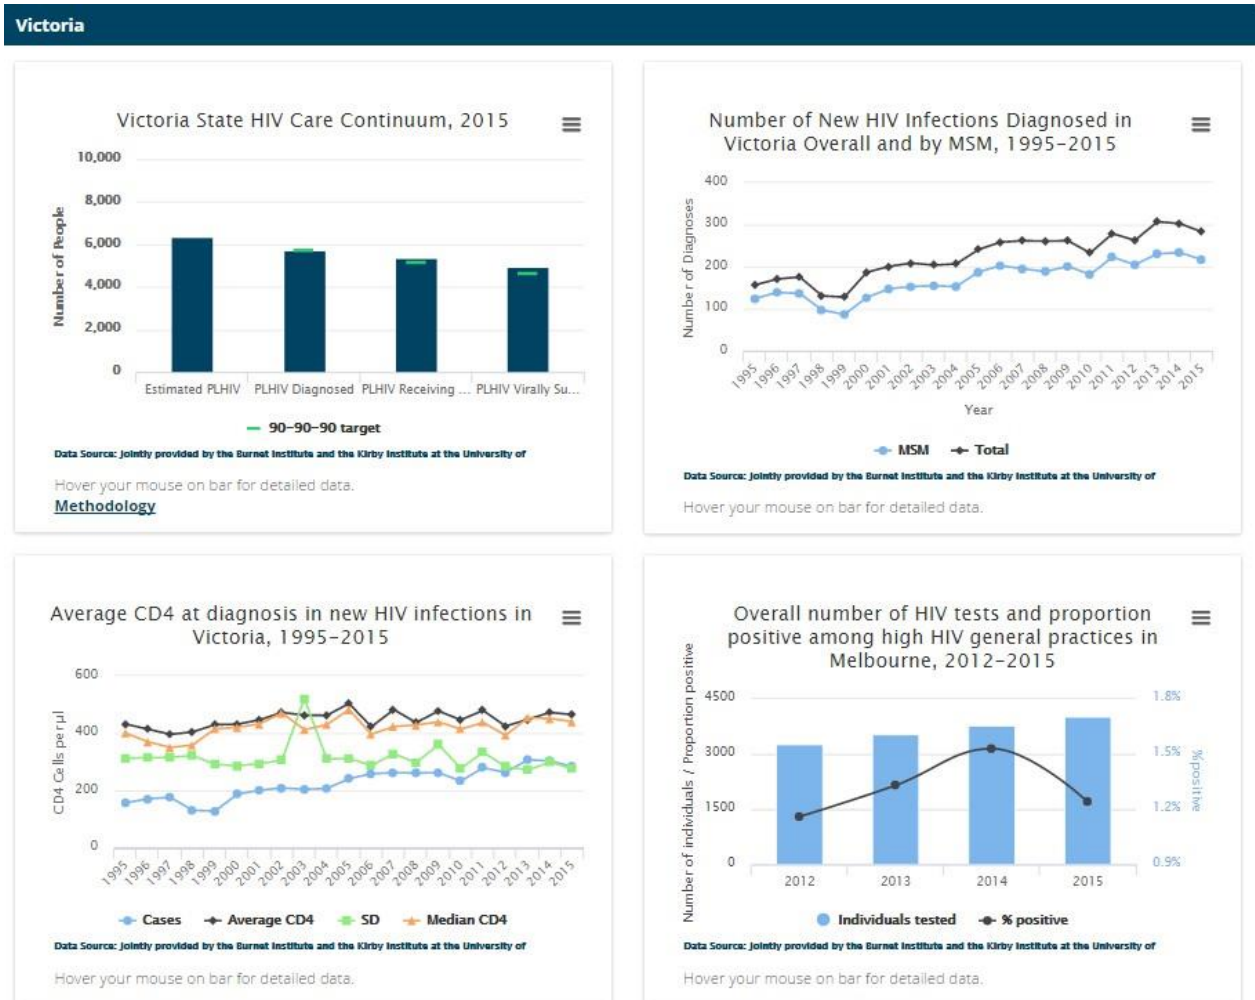 Victoria
Victoria State HIV Care Continuum, 2015
10,000
8,000
6,000
4,000
2,000
0
Number of People
Estimated PLHIV
PLHIV Diagnosed
PLHIV Receiving ...
PLHIV Virally Su...
90-90-90 target
Data Source: Jointly provided by the Burnet Institute and the Kirby Institute at the University of
Hover your mouse on bar for detailed data.
Methodology
Number of New HIV Infections Diagnosed in
Victoria Overall and by MSM, 1995-2015
400
300
200
100
0
Number of Diagnoses
1995
1996
1997
1998
1999
2000
2001
2002
2003
2004
2005
2006
2007
2008
2009
2010
2011
2012
2013
2014
2015
Year
MSM
Total
Data Source: Jointly provided by the Burnet Institute and the Kirby Institute at the University of
Hover your mouse on bar for detailed data.
Average CD4 at diagnosis in new HIV infections in
Victoria, 1995-2015
600
400
200
0
CD4 Cells per µl
1995
1996
1997
1998
1999
2000
2001
2002
2003
2004
2005
2006
2007
2008
2009
2010
2011
2012
2013
2014
2015
Cases
Average CD4
SD
Median CD4
Data Source: Jointly provided by the Burnet Institute and the Kirby Institute at the University of
Hover your mouse on bar for detailed data.
Overall number of HIV tests and proportion
positive among high HIV general practices in
Melbourne, 2012-2015
Number of individuals / Proportion positive
4500
3000
1500
0
1.8%
1.5%
1.2%
0.9%
%positive
2012
2013
2014
2015
Individuals tested
% positive
Data Source: Jointly provided by the Burnet Institute and the Kirby Institute at the University of
Hover your mouse on bar for detailed data.